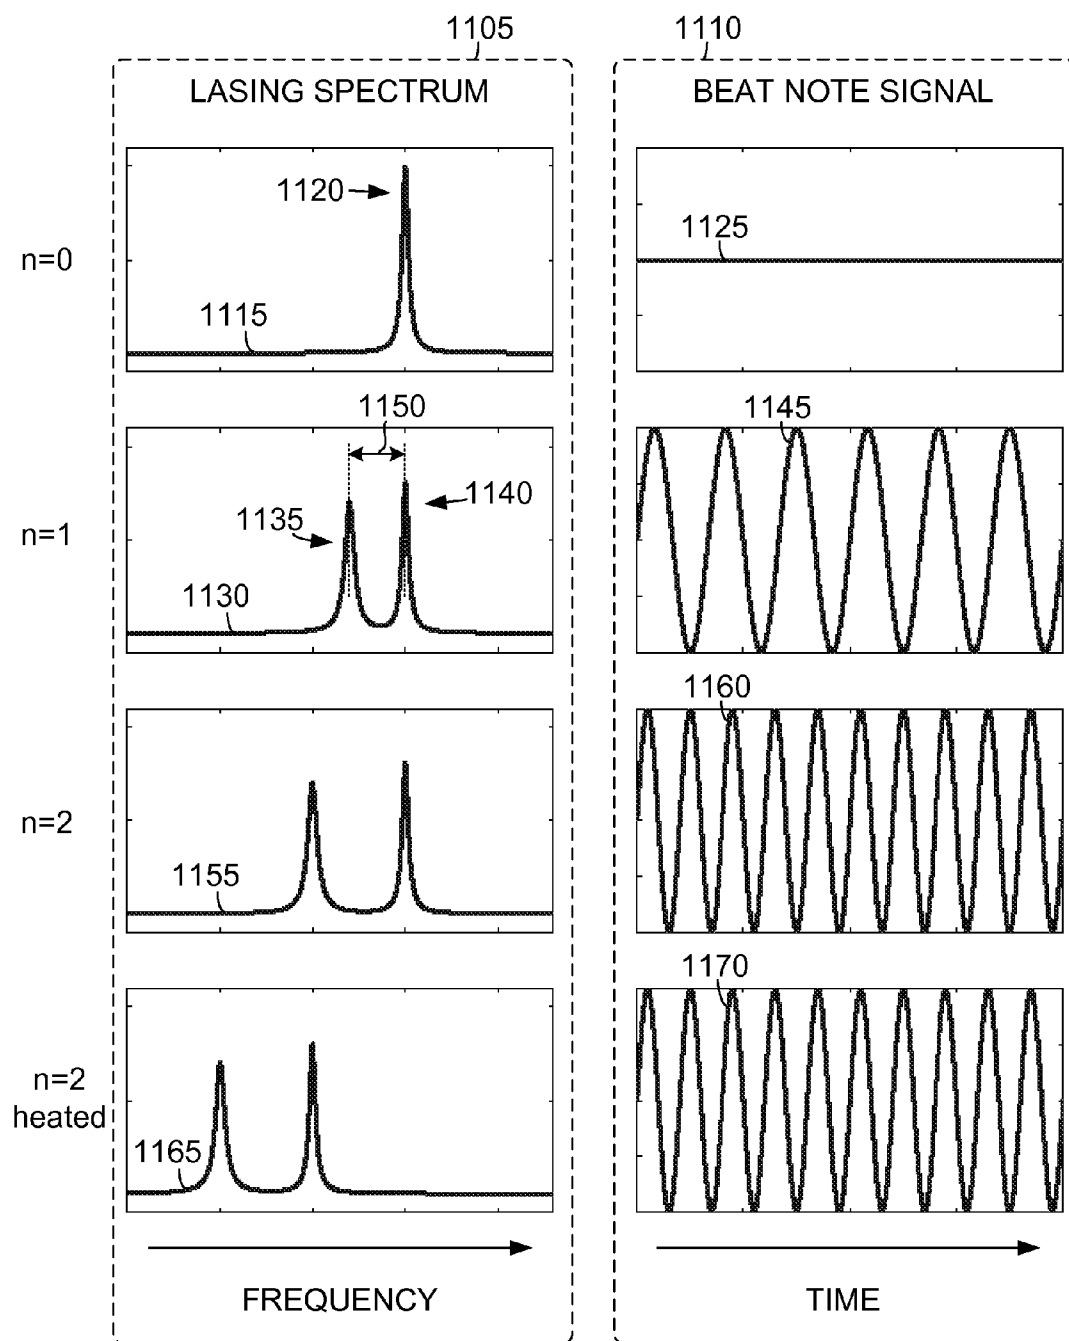 1105
1110
LASING SPECTRUM
BEAT NOTE SIGNAL
n=0
1120
1115
1125
n=1
1150
1135
1140
1130
1145
n=2
1155
1160
n=2
heated
1165
1170
FREQUENCY
TIME